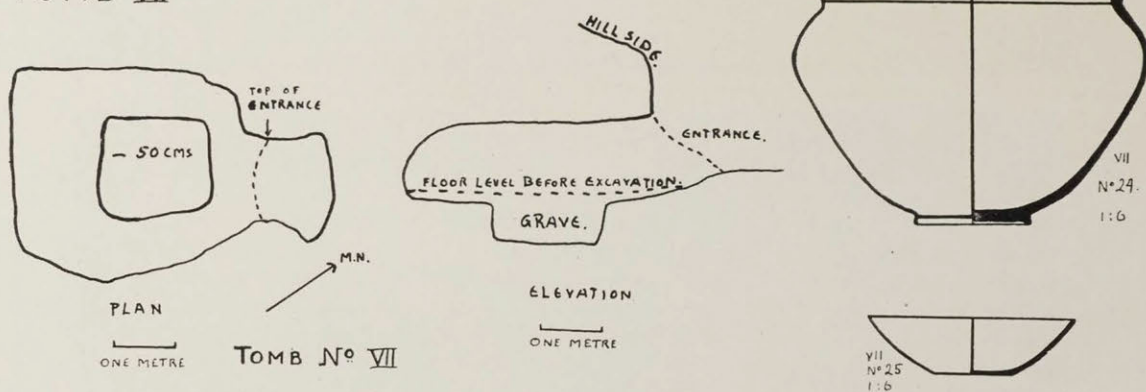 TOP OF
ENTRANCE
- 50 CMS
PLAN
ONE METRE
M.N.
TOMB No VII
HILL SIDE.
ENTRANCE.
FLOOR LEVEL BEFORE EXCAVATION.
GRAVE.
ELEVATION
ONE METRE
VII
No 24.
1:6
VII
No 25
1:6